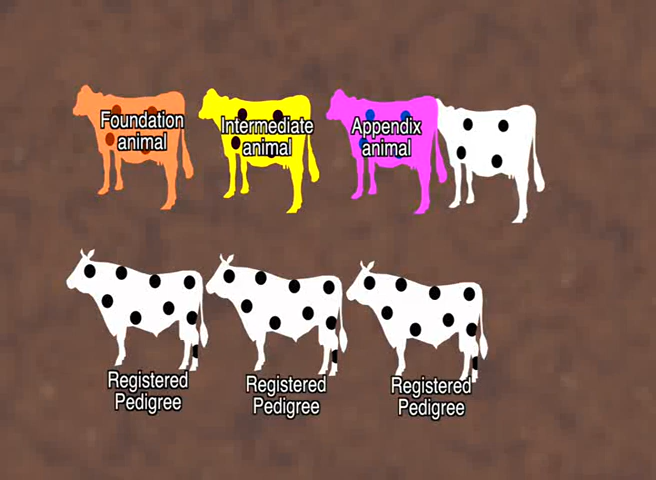 Foundation
animal
Intermediate
animal
Appendix
animal
Registered
Pedigree
Registered
Pedigree
Registered
Pedigree